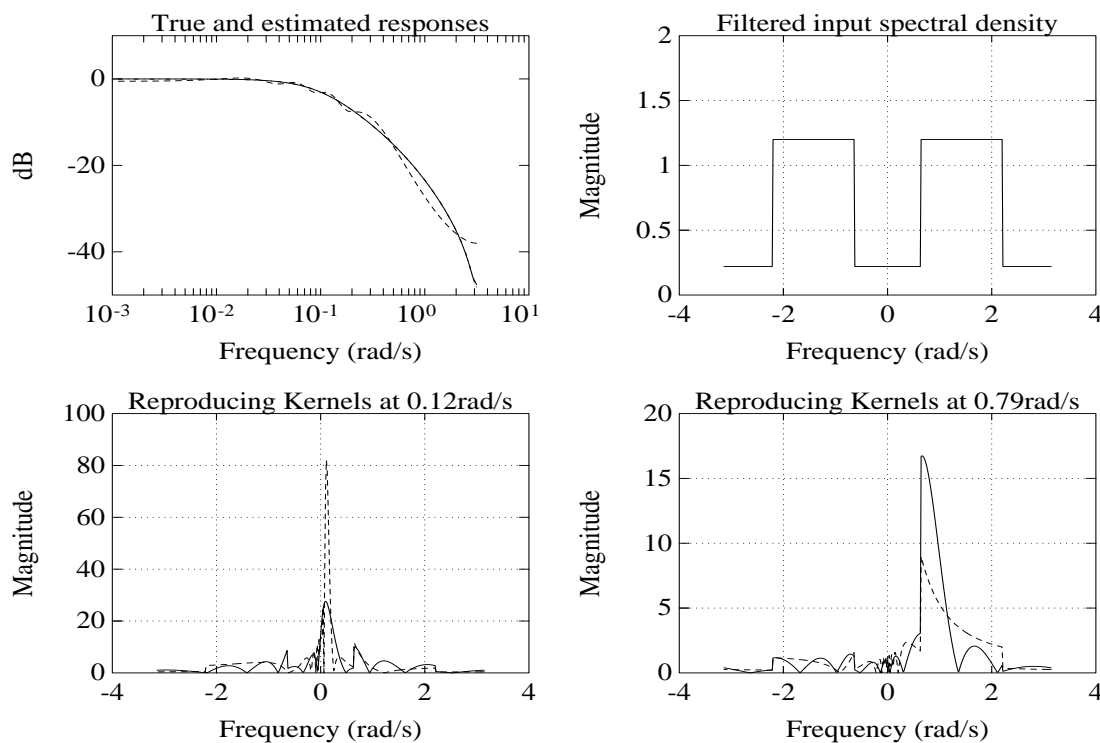 True and estimated responses
0
-20
-40
dB
10-3 10-2 10-1 100 101
Frequency (rad/s)
Filtered input spectral density
2
1.5
1
0.5
0
Magnitude
-4 -2 0 2 4
Frequency (rad/s)
Reproducing Kernels at 0.12rad/s
100
80
60
40
20
0
Magnitude
-4 -2 0 2 4
Frequency (rad/s)
Reproducing Kernels at 0.79rad/s
20
15
10
5
0
Magnitude
-4 -2 0 2 4
Frequency (rad/s)